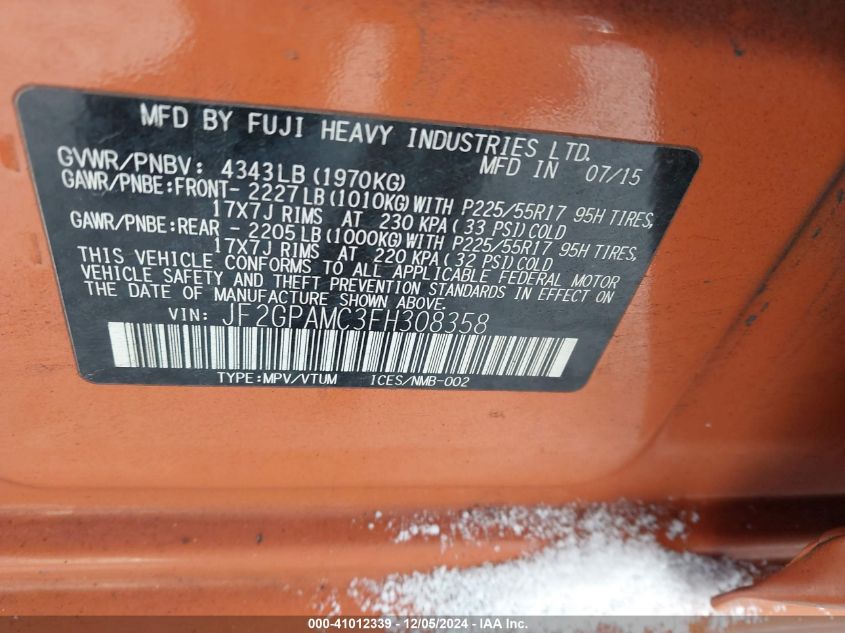 MFD BY FUJI HEAVY INDUSTRIES LTD.
GVWR/PNBV: 4343LB(1970KG) MFD IN 07/15
GAWR/PNBE:FRONT- 2227LB(1010KG)WITH P225/55R17 95H TIRES,
17X7J RIMS AT 230 KPA(33 PSI)COLD
GAWR/PNBE:REAR - 2205LB(1000KG)WITH P225/55R17 95H TIRES,
17X7J RIMS AT 220 KPA(32 PSI)COLD
THIS VEHICLE CONFORMS TO ALL APPLICABLE FEDERAL MOTOR
VEHICLE SAFETY AND THEFT PREVENTION STANDARDS IN EFFECT ON
THE DATE OF MANUFACTURE SHOWN ABOVE.
VIN: JF2GPAMC3FH308358
TYPE:MPV/VTUM ICES/NMB-002
000-41012339 - 12/05/2024 - IAA Inc.